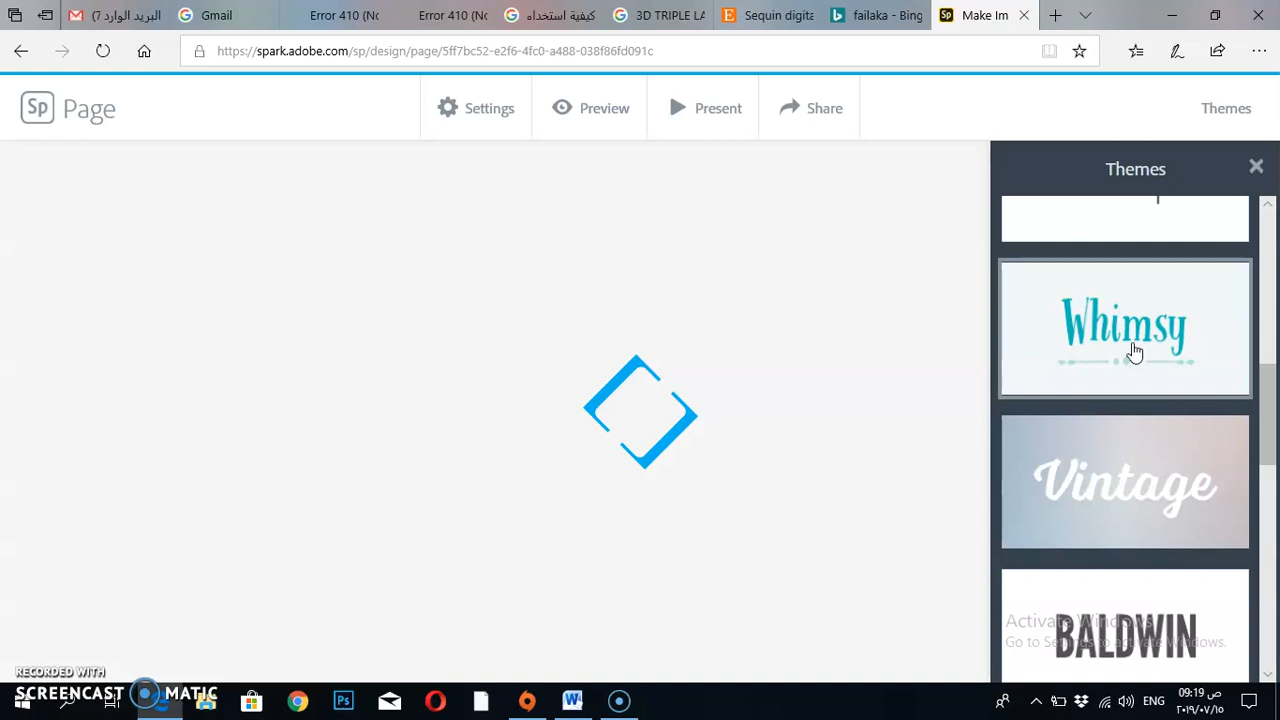 البريد الوارد (7
Gmail
Error 410 (No
Error 410 (No
كيفية استخداه
3D TRIPLE LA
Sequin digita
failaka - Bing
Make Im
https://spark.adobe.com/sp/design/page/5ff7bc52-e2f6-4fc0-a488-038f86fd091c
Sp Page
Settings
Preview
Present
Share
Themes
Themes
Whimsy
Vintage
BALDWIN
Activate Windows
Go to Settings to activate Windows.
RECORDED WITH
SCREENCAST MATIC
ENG
09:19 ص
٢٠١٩/٠٧/١٥